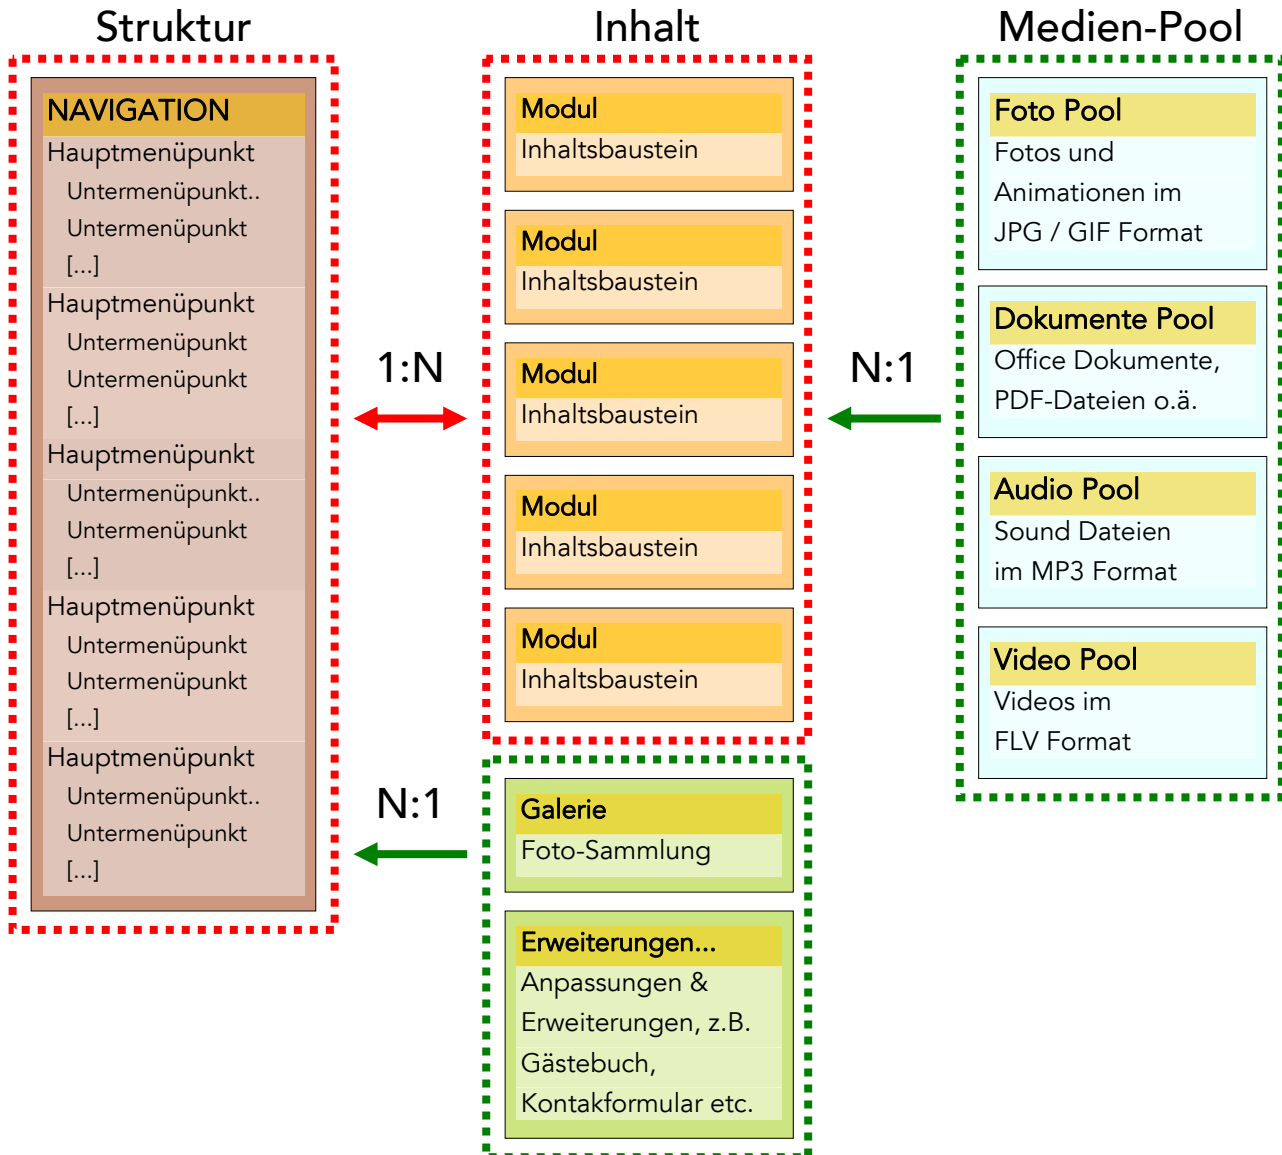 Struktur
NAVIGATION
Hauptmenüpunkt
Untermenüpunkt..
Untermenüpunkt
[...]
Hauptmenüpunkt
Untermenüpunkt
Untermenüpunkt
[...]
Hauptmenüpunkt
Untermenüpunkt..
Untermenüpunkt
[...]
Hauptmenüpunkt
Untermenüpunkt
Untermenüpunkt
[...]
Hauptmenüpunkt
Untermenüpunkt..
Untermenüpunkt
[...]
1:N
N:1
Inhalt
Modul
Inhaltsbaustein
Modul
Inhaltsbaustein
Modul
Inhaltsbaustein
Modul
Inhaltsbaustein
Modul
Inhaltsbaustein
Galerie
Foto-Sammlung
Erweiterungen...
Anpassungen &
Erweiterungen, z.B.
Gästebuch,
Kontakformular etc.
N:1
Medien-Pool
Foto Pool
Fotos und
Animationen im
JPG / GIF Format
Dokumente Pool
Office Dokumente,
PDF-Dateien o.ä.
Audio Pool
Sound Dateien
im MP3 Format
Video Pool
Videos im
FLV Format